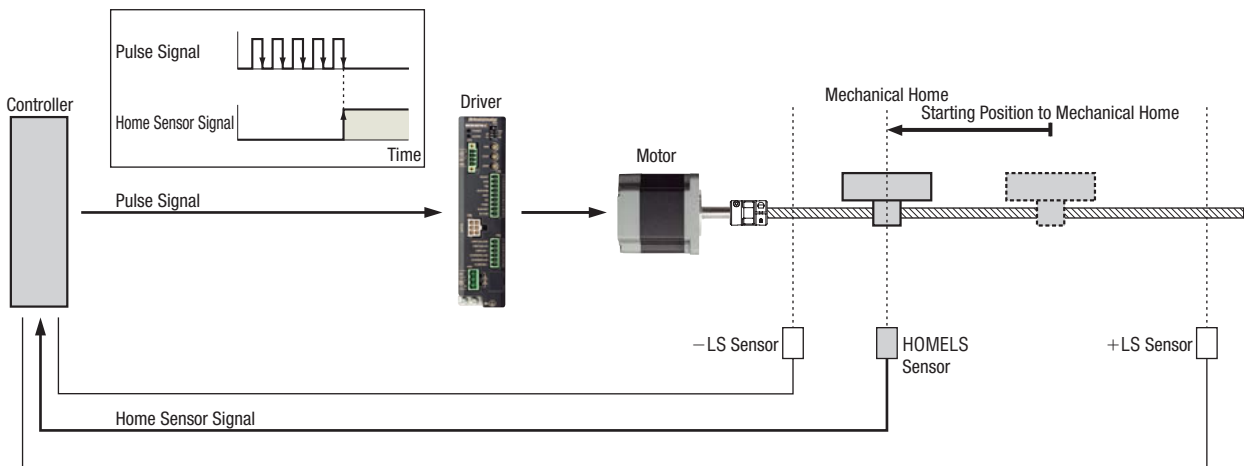 Pulse Signal
Home Sensor Signal
Time
Controller
Driver
Mechanical Home
Starting Position to Mechanical Home
Motor
Pulse Signal
−LS Sensor
HOMELS
Sensor
+LS Sensor
Home Sensor Signal